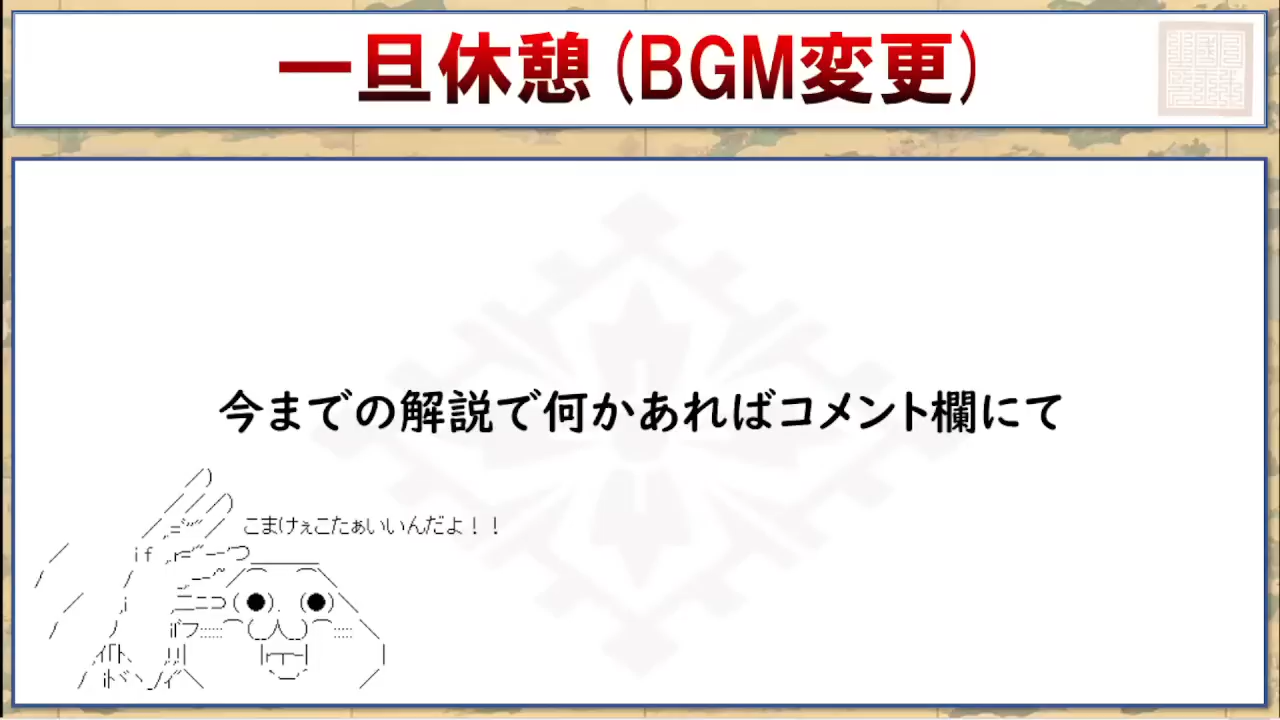 一旦休憩(BGM変更)
今までの解説で何かあればコメント欄にて
こまけぇこたぁいいんだよ！！